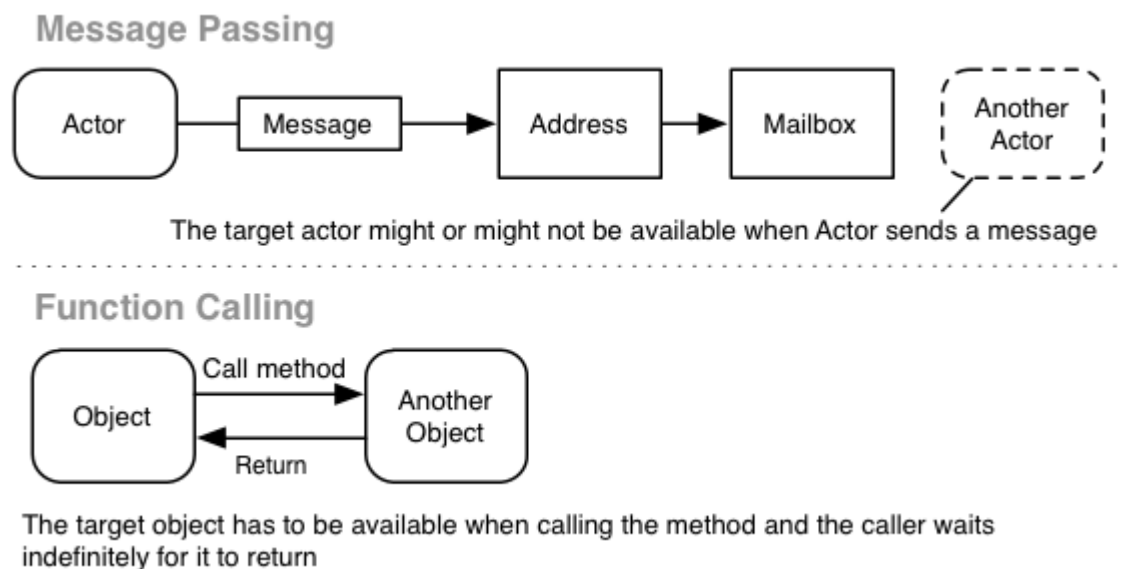 Message Passing
Actor
Message
Address
Mailbox
Another
Actor
The target actor might or might not be available when Actor sends a message
Function Calling
Object
Call method
Return
Another
Object
The target object has to be available when calling the method and the caller waits
indefinitely for it to return